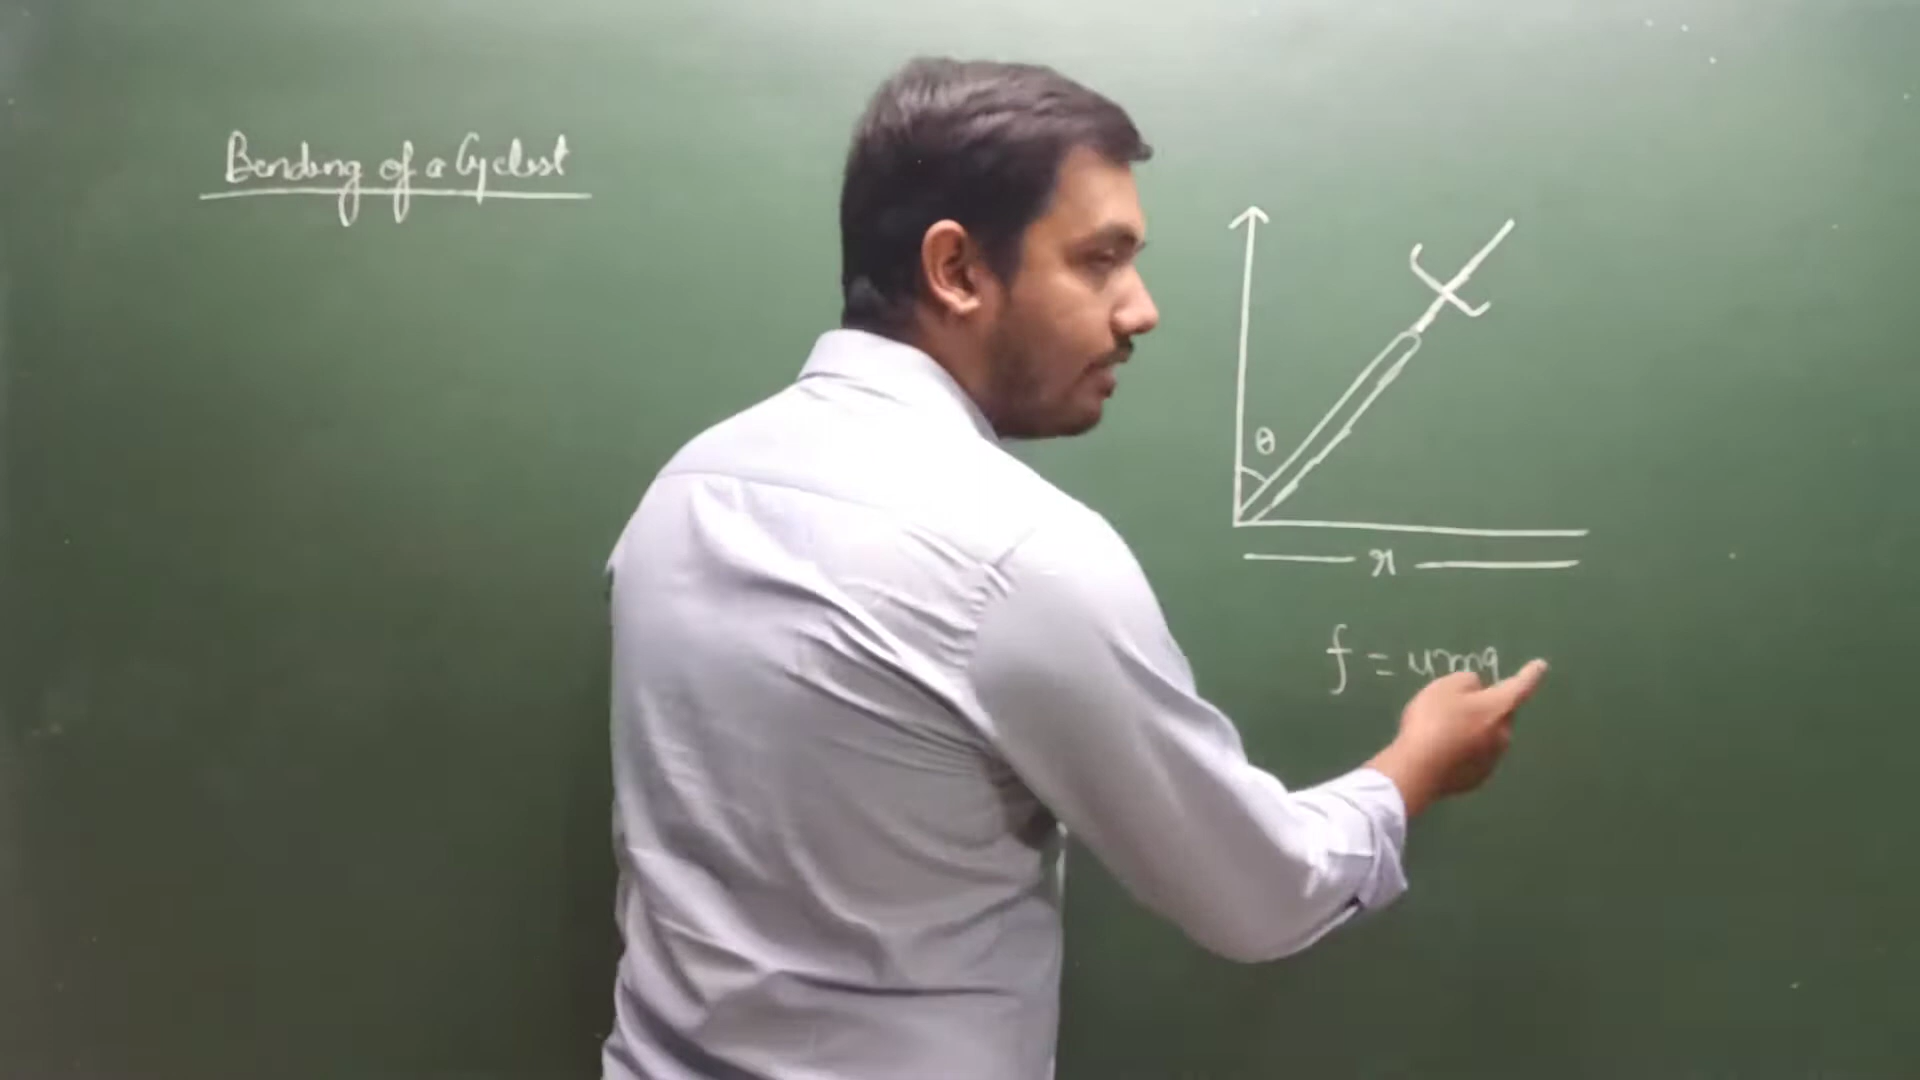 Bending of a Cyclist
θ
r
f = μmg